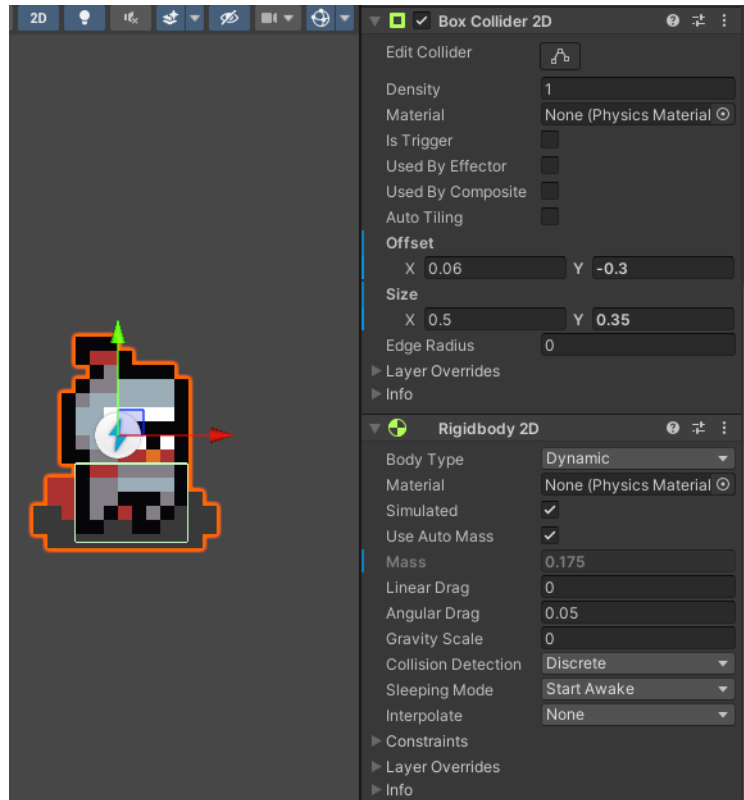 2D
Box Collider 2D
Edit Collider
Density 1
Material None (Physics Material
Is Trigger
Used By Effector
Used By Composite
Auto Tiling
Offset
X 0.06 Y -0.3
Size
X 0.5 Y 0.35
Edge Radius 0
Layer Overrides
Info
Rigidbody 2D
Body Type Dynamic
Material None (Physics Material
Simulated
Use Auto Mass
Mass 0.175
Linear Drag 0
Angular Drag 0.05
Gravity Scale 0
Collision Detection Discrete
Sleeping Mode Start Awake
Interpolate None
Constraints
Layer Overrides
Info